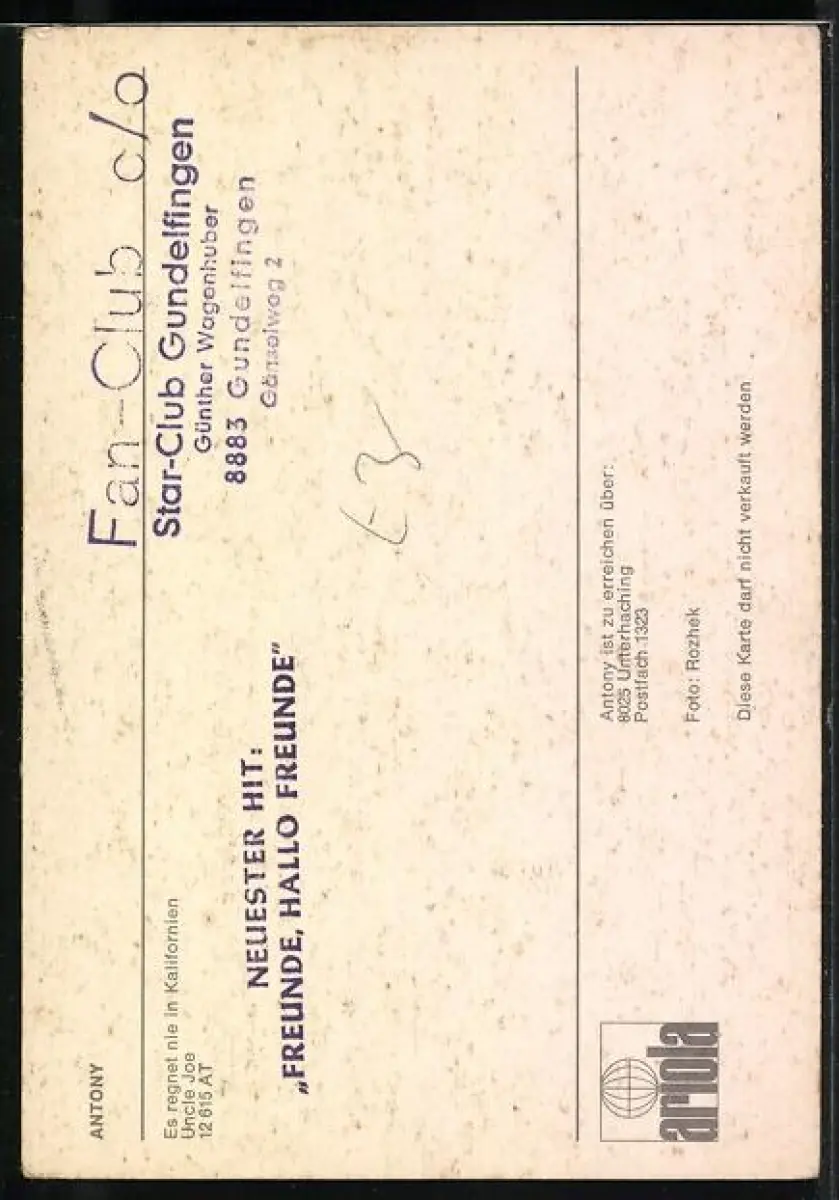 ANTONY
Fan-Club c/o
Star-Club Gundelfingen
Günther Wagenhuber
8883 Gundelfingen
Gänselweg 2
Es regnet nie in Kalifornien
Uncle Joe
12 615 AT
NEUESTER HIT:
„FREUNDE, HALLO FREUNDE”
ariola
Antony ist zu erreichen über:
8025 Unterhaching
Postfach 1323
Foto: Rozhek
Diese Karte darf nicht verkauft werden